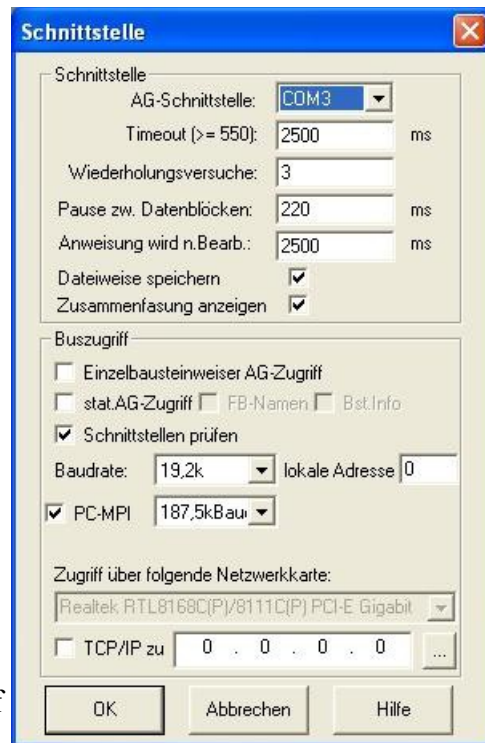 Schnittstelle
Schnittstelle
AG-Schnittstelle: COM3
Timeout (>= 550): 2500 ms
Wiederholungsversuche: 3
Pause zw. Datenblöcken: 220 ms
Anweisung wird n.Bearb.: 2500 ms
Dateiweise speichern
Zusammenfasung anzeigen
Buszugriff
Einzelbausteinweiser AG-Zugriff
stat.AG-Zugriff FB-Namen Bst.Info
Schnittstellen prüfen
Baudrate: 19,2k lokale Adresse 0
PC-MPI 187,5kBau
Zugriff über folgende Netzwerkkarte:
Realtek RTL8168C(P)/8111C(P) PCI-E Gigabit
TCP/IP zu 0 . 0 . 0 . 0 ...
f
OK Abbrechen Hilfe